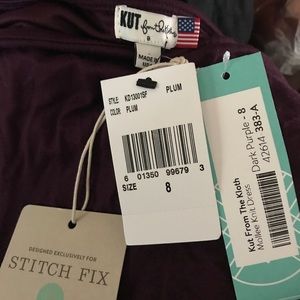 KUT from the Kloth
8
MADE IN
STYLE: KD13001SF PLUM
COLOR: PLUM
6 01350 99679 3
SIZE
8
DESIGNED EXCLUSIVELY FOR
STITCH FIX
Kut From The Kloth
Mollee Knit Dress
Dark Purple - 8
42614 383-A